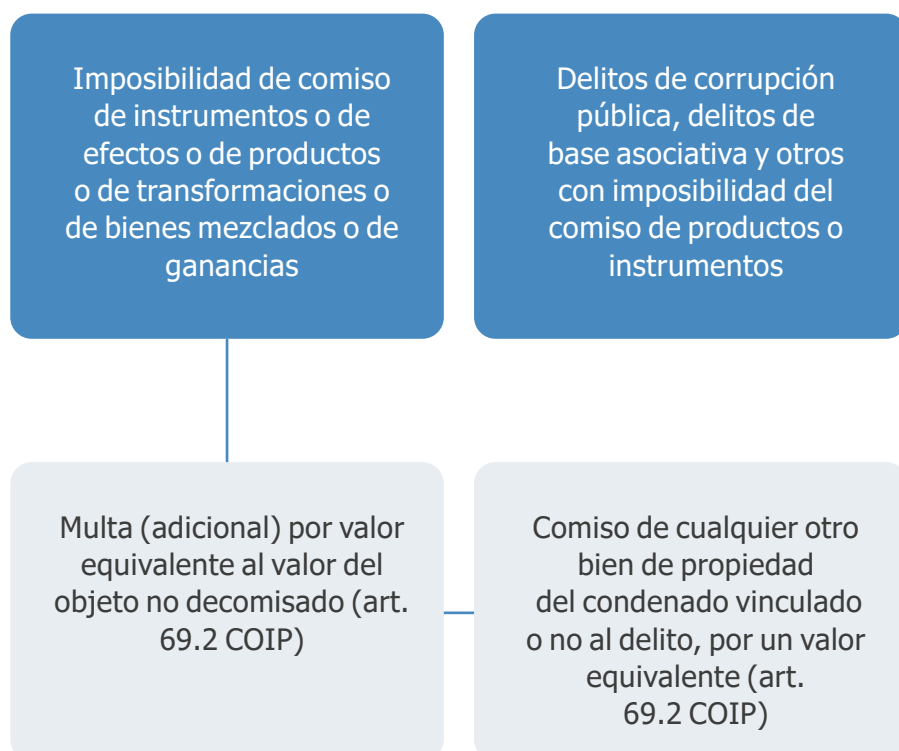 Imposibilidad de comiso
de instrumentos o de
efectos o de productos
o de transformaciones o
de bienes mezclados o de
ganancias
Delitos de corrupción
pública, delitos de
base asociativa y otros
con imposibilidad del
comiso de productos o
instrumentos
Multa (adicional) por valor
equivalente al valor del
objeto no decomisado (art.
69.2 COIP)
Comiso de cualquier otro
bien de propiedad
del condenado vinculado
o no al delito, por un valor
equivalente (art.
69.2 COIP)